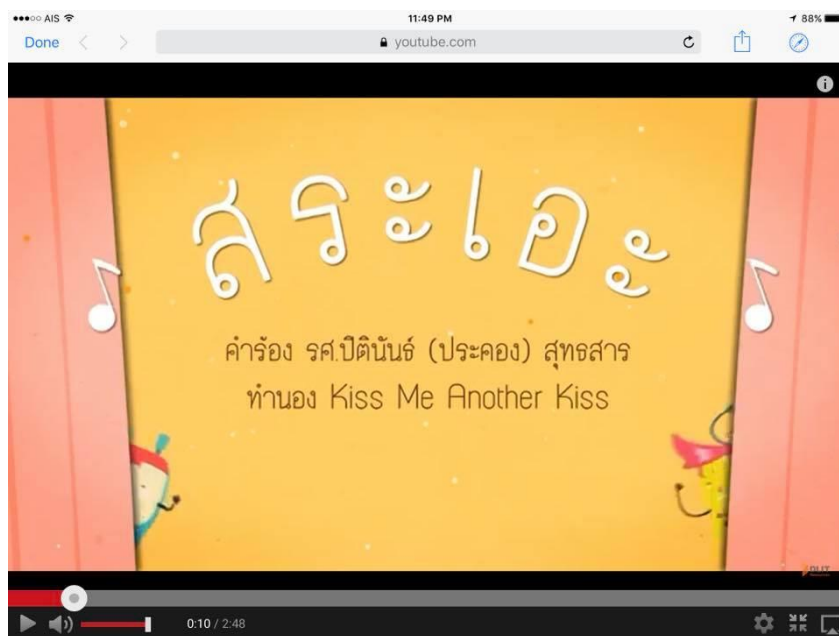 AIS 11:49 PM 88%
Done youtube.com
สระเออะ
คำร้อง รศ.ปิตินันธ์ (ประคอง) สุทธสาร
ทำนอง Kiss Me Another Kiss
0:10 / 2:48